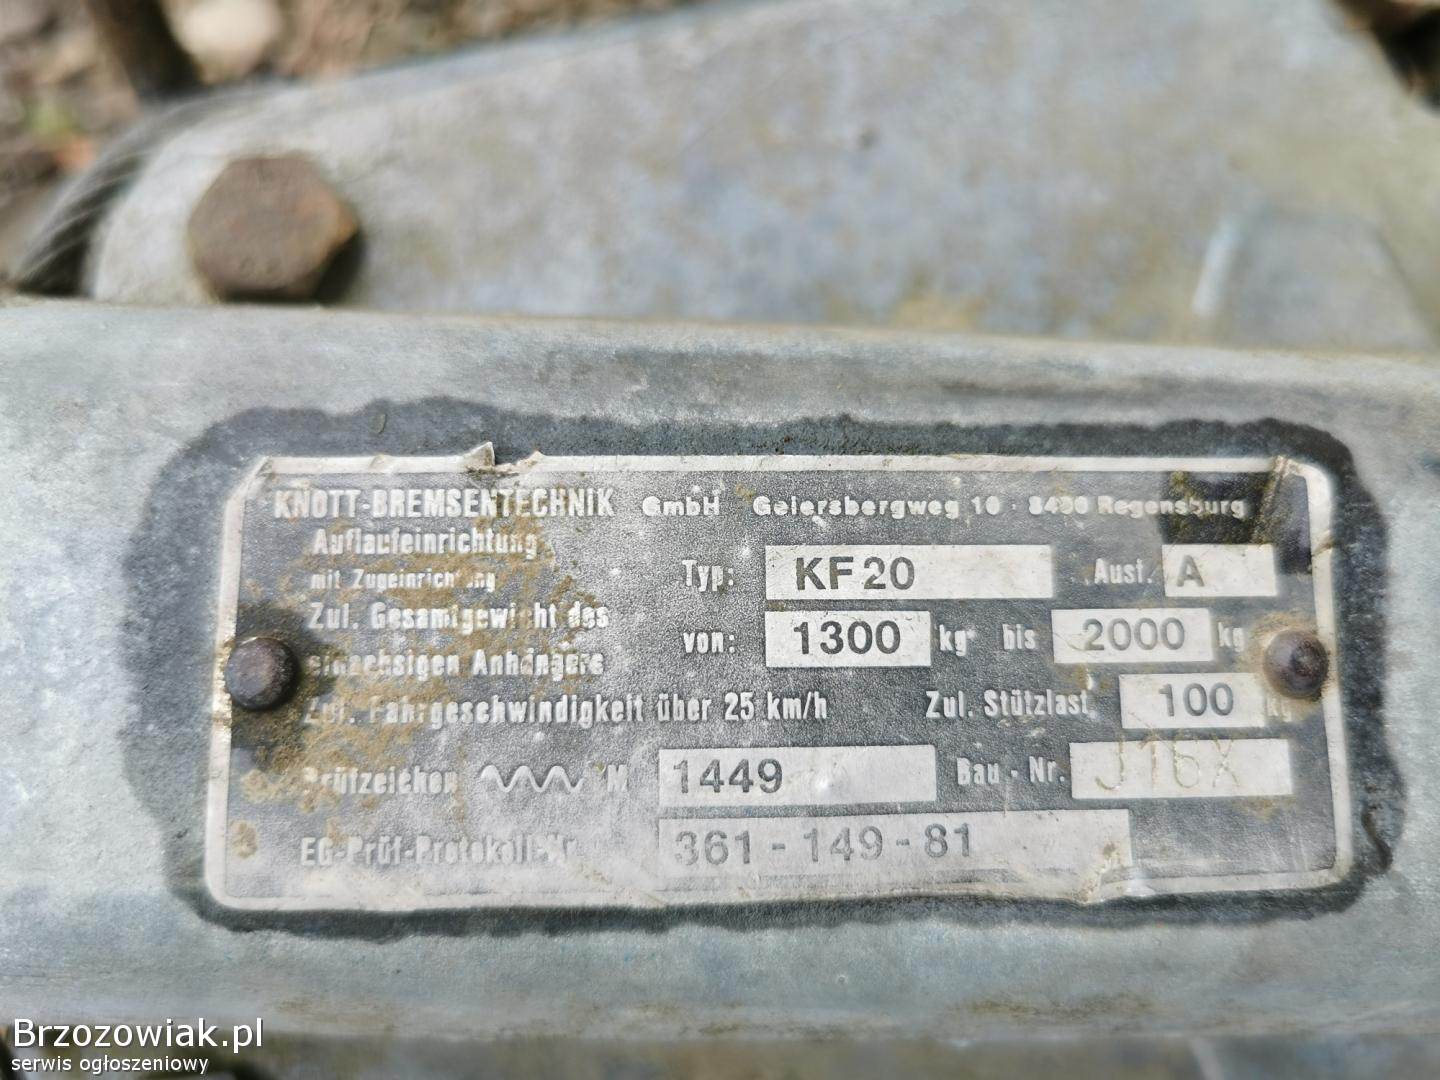 KNOTT-BREMSENTECHNIK GmbH Geiersbergweg 10 · 8400 Regensburg
Auflaufeinrichtung
mit Zugeinrichtung Typ: KF 20 Ausf. A
Zul. Gesamtgewicht des
einachsigen Anhängers von: 1300 kg bis 2000 kg
Zul. Fahrgeschwindigkeit über 25 km/h Zul. Stützlast 100 kg
Prüfzeichen M 1449 Bau - Nr. J16X
EG-Prüf-Protokoll-Nr. 361 - 149 - 81
Brzozowiak.pl
serwis ogłoszeniowy